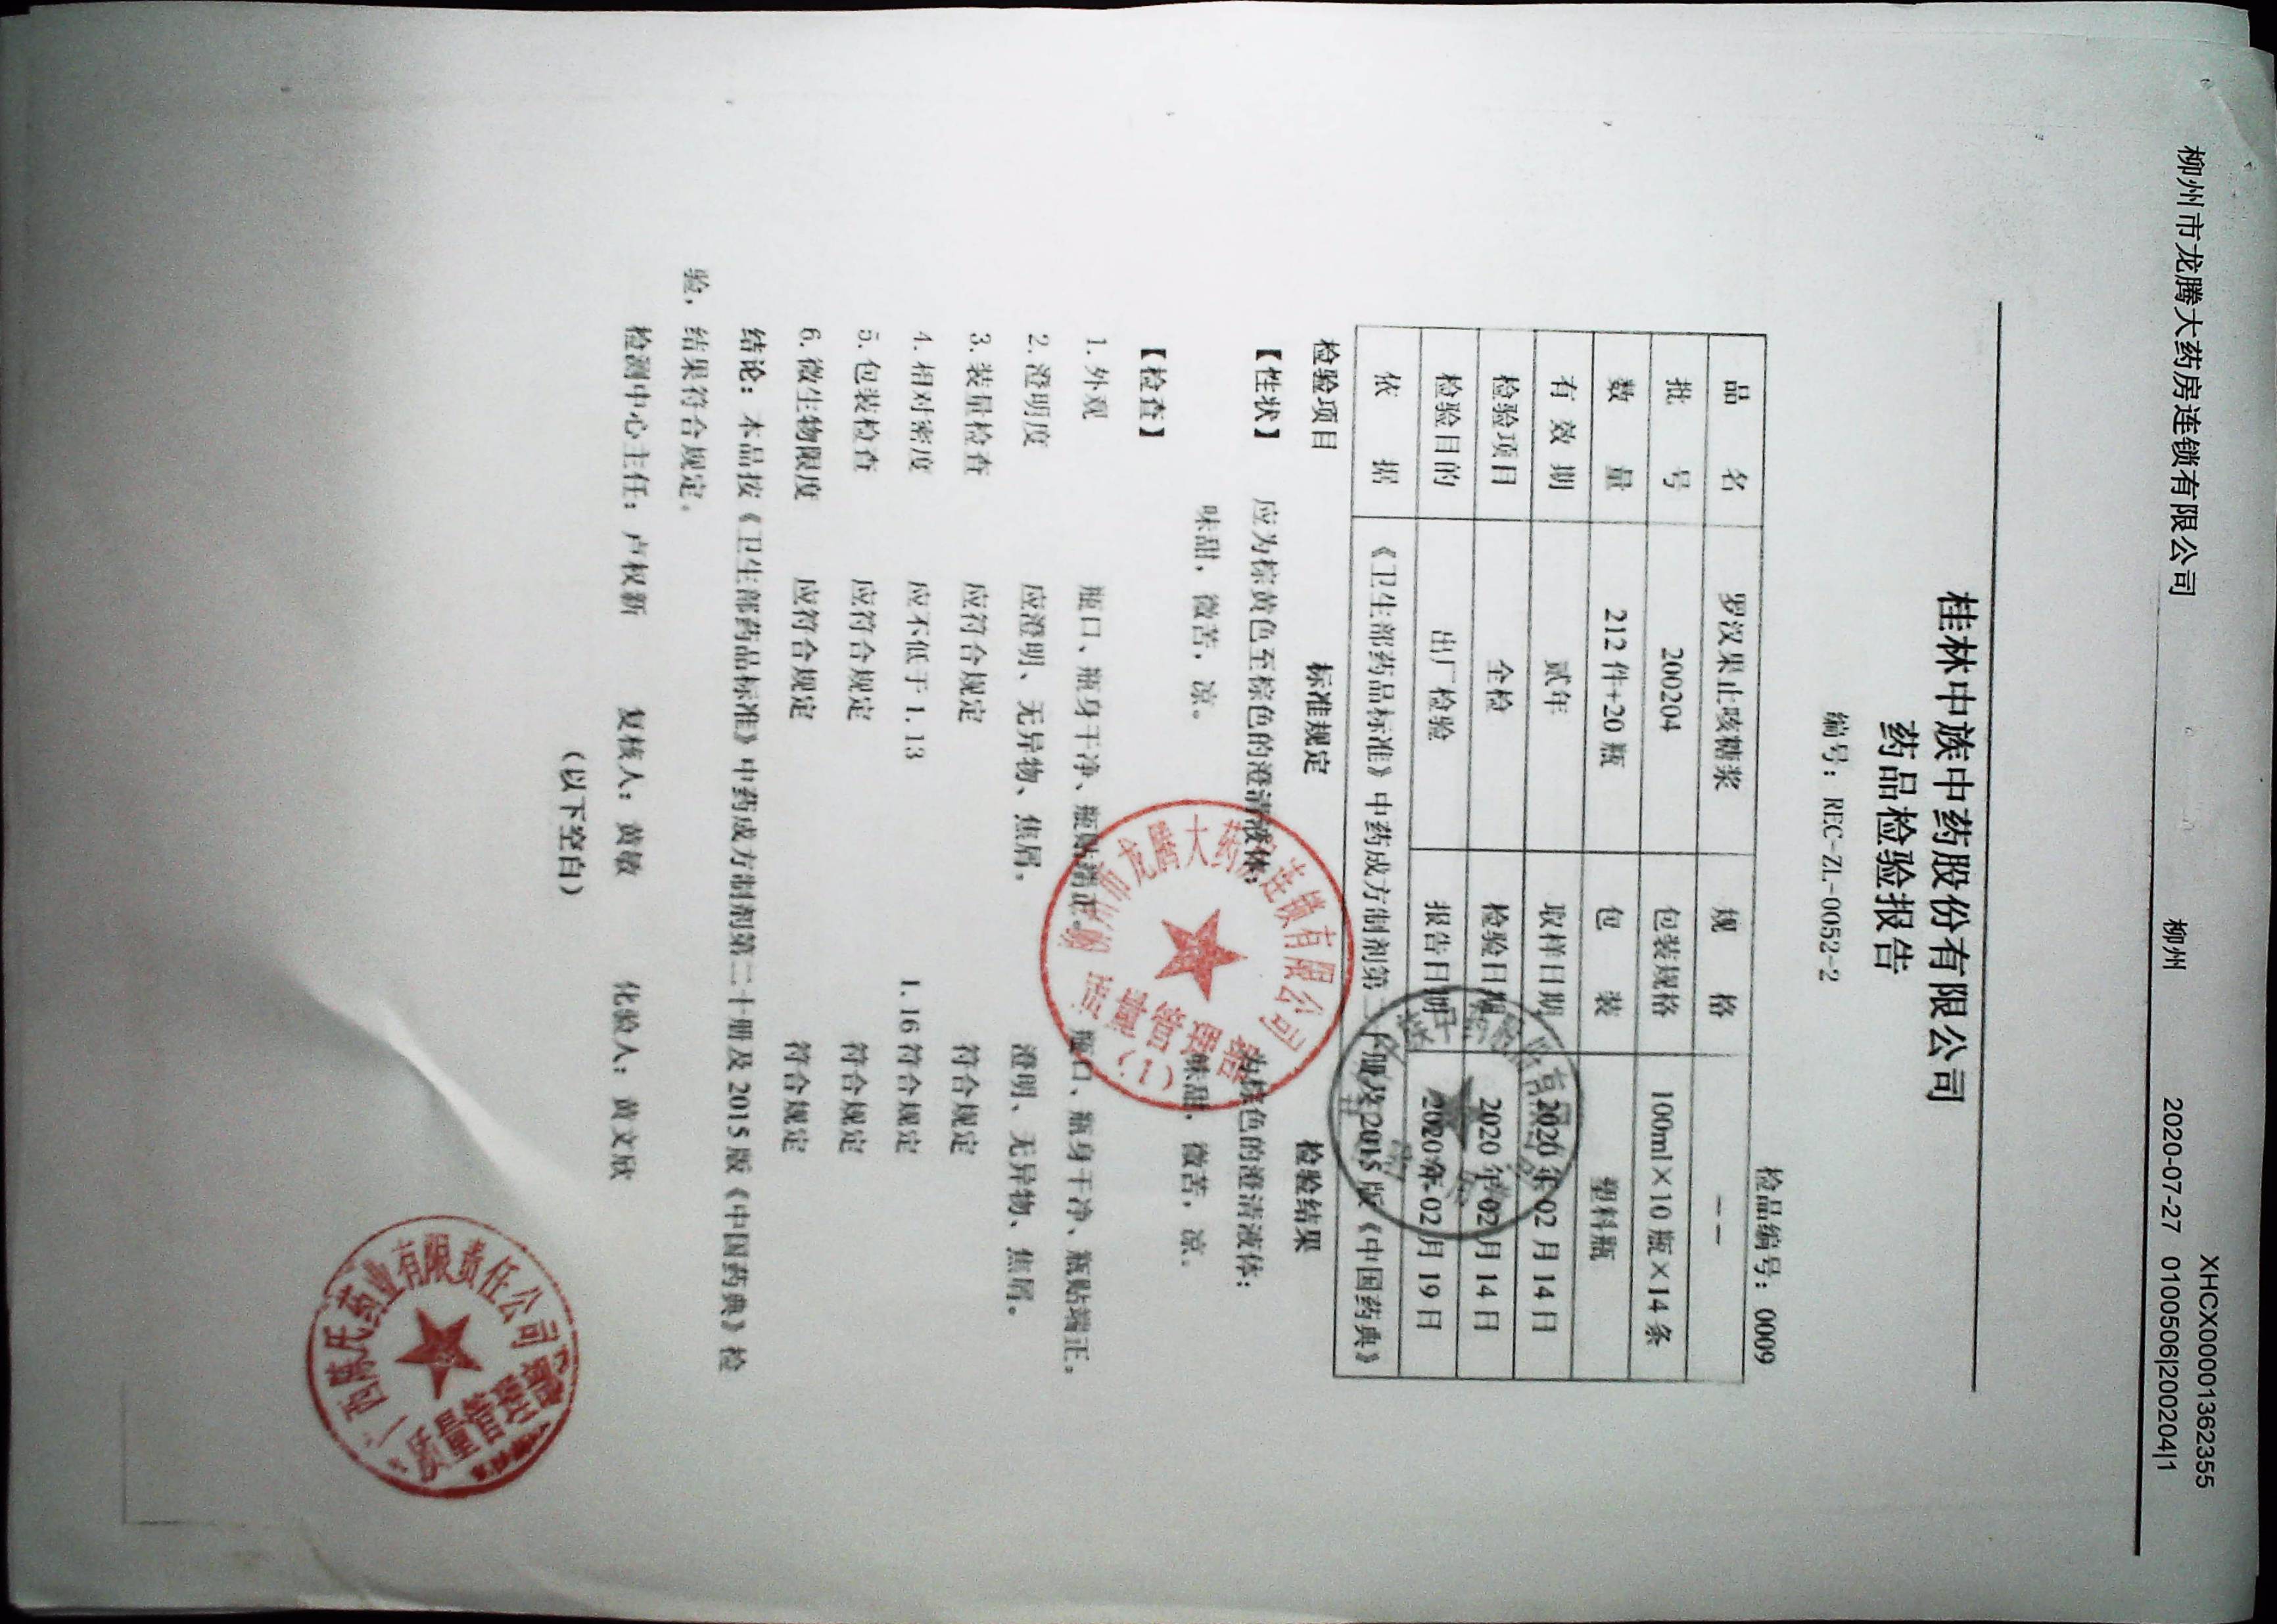 XHCX00001362355
柳州市龙腾大药房连锁有限公司 柳州 2020-07-27 0100506|200204|1
桂林中族中药股份有限公司
药品检验报告
编号：REC-ZL-0052-2
检品编号：0009
品名 罗汉果止咳糖浆 规格 ——
批号 200204 包装规格 100ml×10瓶×14条
数量 212件+20瓶 包装 塑料瓶
有效期 贰年 取样日期 2020年02月14日
检验项目 全检 检验日期 2020年02月14日
检验目的 出厂检验 报告日期 2020年02月19日
依据 《卫生部药品标准》中药成方制剂第二十册及2015版《中国药典》
检验项目 标准规定 检验结果
【性状】 应为棕黄色至棕色的澄清液体； 为棕色的澄清液体；
味甜，微苦，凉。 味甜，微苦，凉。
【检查】
1.外观 瓶口、瓶身干净、瓶贴端正。 瓶口、瓶身干净、瓶贴端正。
2.澄明度 应澄明、无异物、焦屑。 澄明、无异物、焦屑。
3.装量检查 应符合规定 符合规定
4.相对密度 应不低于1.13 1.16符合规定
5.包装检查 应符合规定 符合规定
6.微生物限度 应符合规定 符合规定
结论：本品按《卫生部药品标准》中药成方制剂第二十册及2015版《中国药典》检
验，结果符合规定。
检测中心主任：卢权新 复核人：黄敏 化验人：黄文欣
（以下空白）
柳州市龙腾大药房连锁有限公司
质量管理部
（1）
药业有限责任公司
质量管理部